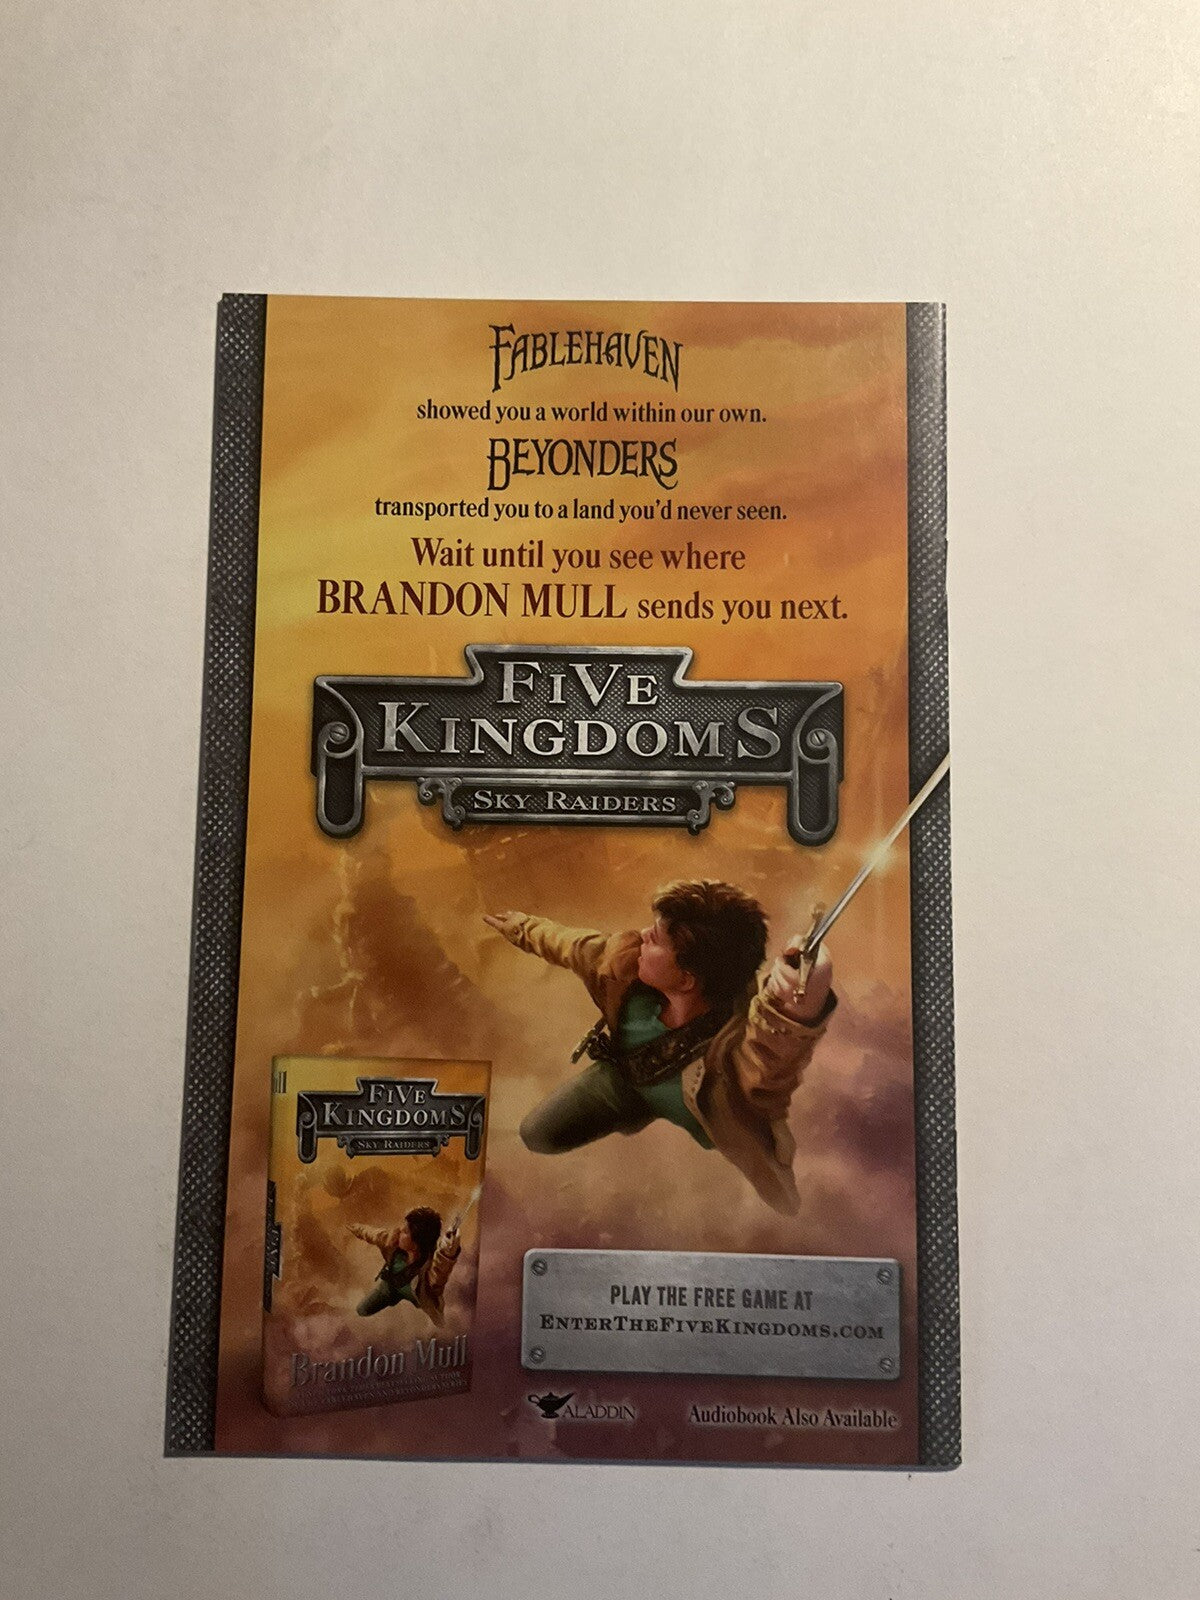 FABLEHAVEN
showed you a world within our own.
BEYONDERS
transported you to a land you'd never seen.
Wait until you see where
BRANDON MULL sends you next.
FIVE
KINGDOMS
SKY RAIDERS
FIVE
KINGDOMS
SKY RAIDERS
Brandon Mull
PLAY THE FREE GAME AT
ENTERTHEFIVEKINGDOMS.COM
ALADDIN
Audiobook Also Available